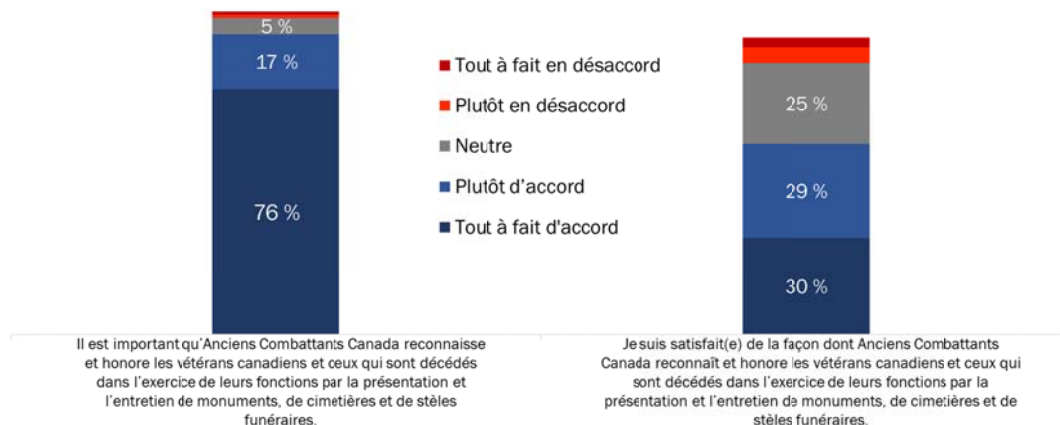 5 %
17 %
76 %
Tout à fait en désaccord
Plutôt en désaccord
Neutre
Plutôt d'accord
Tout à fait d'accord
25 %
29 %
30 %
Il est important qu'Anciens Combattants Canada reconnaisse
et honore les vétérans canadiens et ceux qui sont décédés
dans l'exercice de leurs fonctions par la présentation et
l'entretien de monuments, de cimetières et de stèles
funéraires.
Je suis satisfait(e) de la façon dont Anciens Combattants
Canada reconnaît et honore les vétérans canadiens et ceux qui
sont décédés dans l'exercice de leurs fonctions par la
présentation et l'entretien de monuments, de cimetières et de
stèles funéraires.